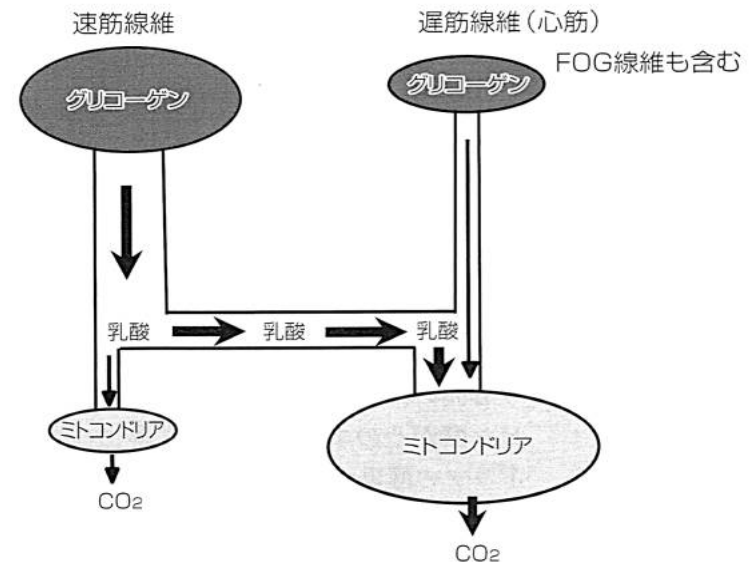 速筋線維
遅筋線維(心筋)
FOG線維も含む
グリコーゲン
グリコーゲン
乳酸
乳酸
乳酸
ミトコンドリア
ミトコンドリア
CO2
CO2